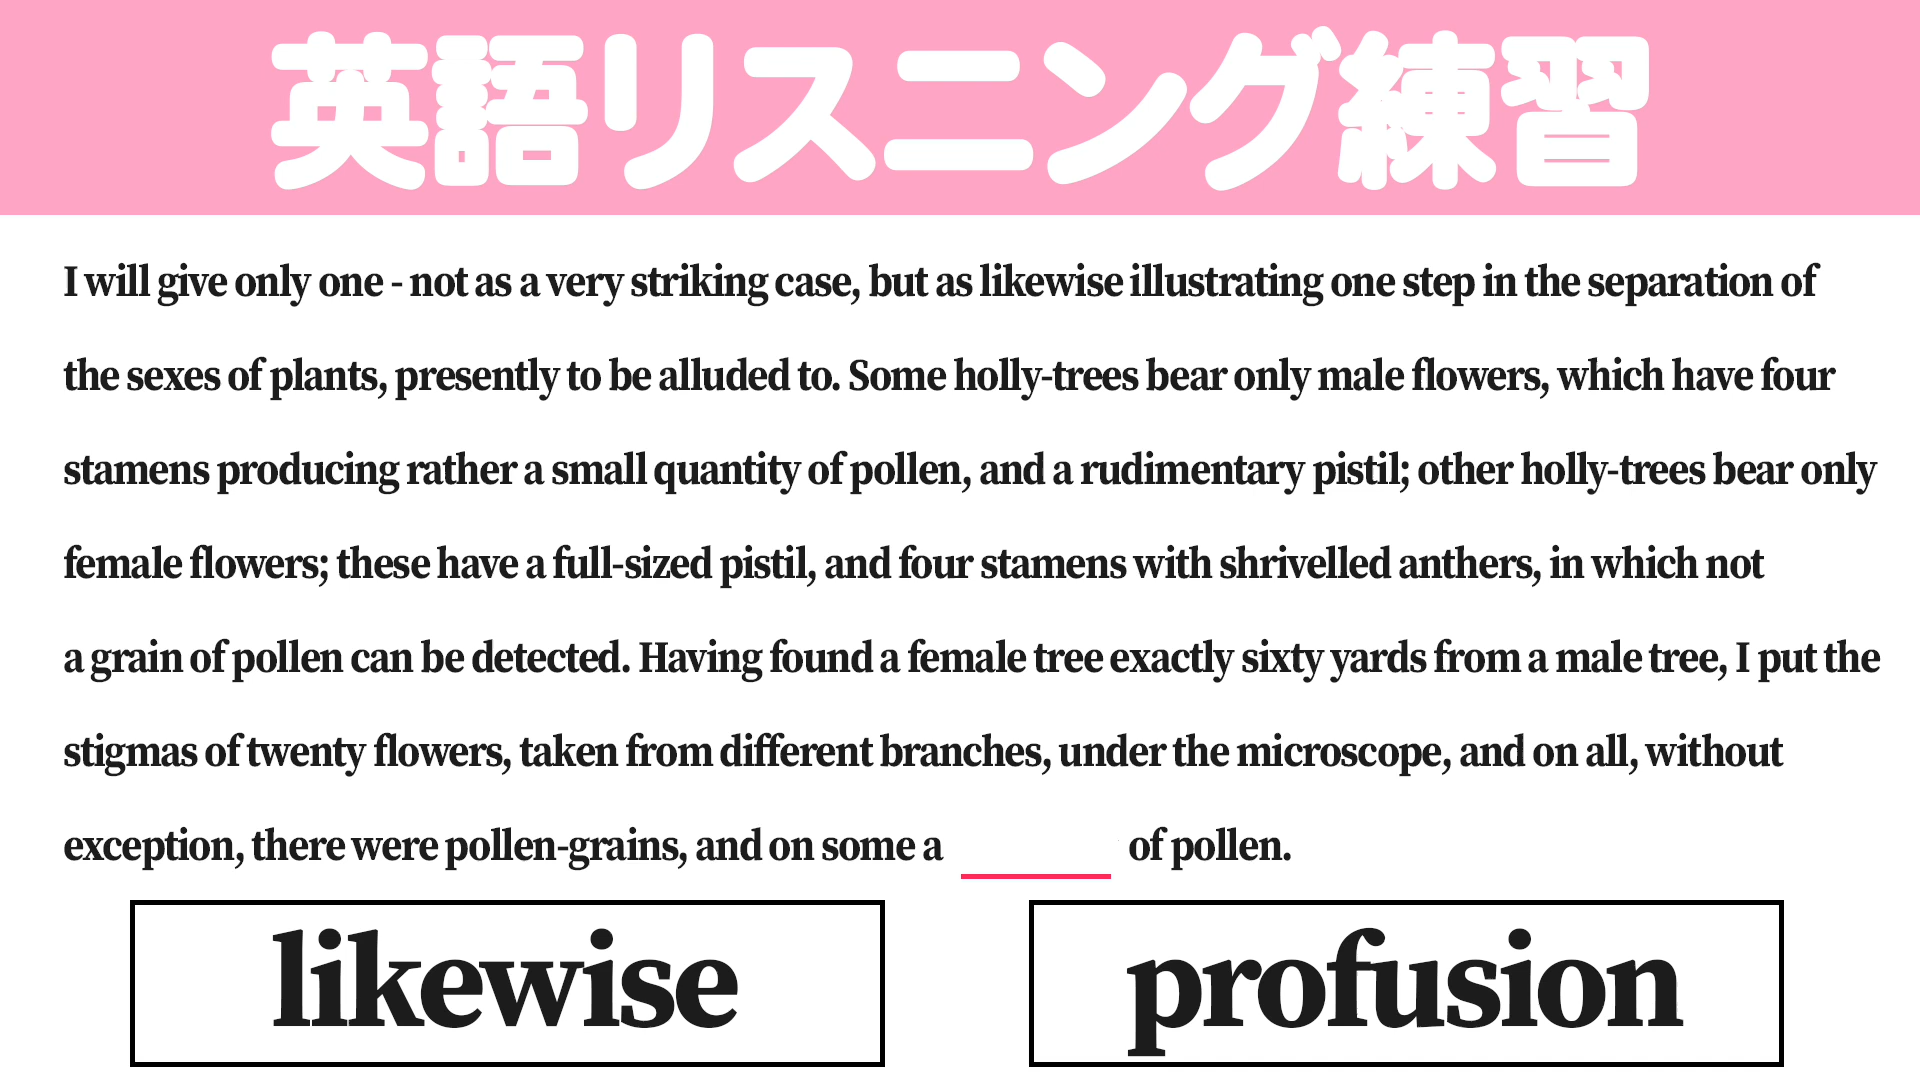 英語リスニング練習
I will give only one - not as a very striking case, but as likewise illustrating one step in the separation of
the sexes of plants, presently to be alluded to. Some holly-trees bear only male flowers, which have four
stamens producing rather a small quantity of pollen, and a rudimentary pistil; other holly-trees bear only
female flowers; these have a full-sized pistil, and four stamens with shrivelled anthers, in which not
a grain of pollen can be detected. Having found a female tree exactly sixty yards from a male tree, I put the
stigmas of twenty flowers, taken from different branches, under the microscope, and on all, without
exception, there were pollen-grains, and on some a of pollen.
likewise
profusion